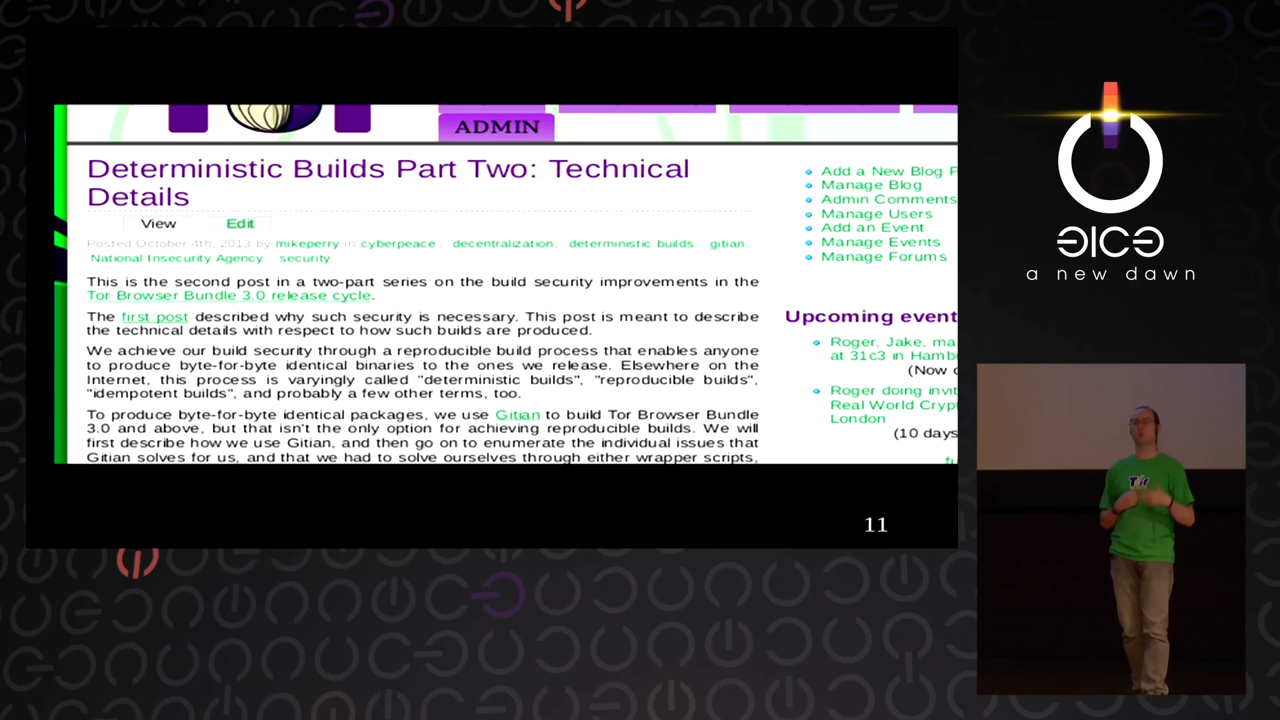 ADMIN
Deterministic Builds Part Two: Technical
Details
View Edit
Posted October 4th, 2013 by mikeperry in cyberpeace, decentralization, deterministic builds, gitian,
National Insecurity Agency, security
This is the second post in a two-part series on the build security improvements in the
Tor Browser Bundle 3.0 release cycle.
The first post described why such security is necessary. This post is meant to describe
the technical details with respect to how such builds are produced.
We achieve our build security through a reproducible build process that enables anyone
to produce byte-for-byte identical binaries to the ones we release. Elsewhere on the
Internet, this process is varyingly called "deterministic builds", "reproducible builds",
"idempotent builds", and probably a few other terms, too.
To produce byte-for-byte identical packages, we use Gitian to build Tor Browser Bundle
3.0 and above, but that isn't the only option for achieving reproducible builds. We will
first describe how we use Gitian, and then go on to enumerate the individual issues that
Gitian solves for us, and that we had to solve ourselves through either wrapper scripts,
Add a New Blog P
Manage Blog
Admin Comments
Manage Users
Add an Event
Manage Events
Manage Forums
Upcoming event
Roger, Jake, ma
at 31c3 in Hamb
(Now
Roger doing invit
Real World Cryp
London
(10 days
fu
11
a new dawn
Tor